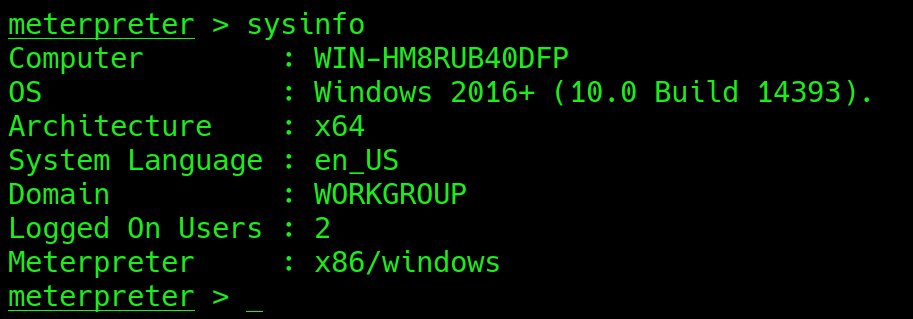 meterpreter > sysinfo
Computer        : WIN-HM8RUB40DFP
OS              : Windows 2016+ (10.0 Build 14393).
Architecture    : x64
System Language : en_US
Domain          : WORKGROUP
Logged On Users : 2
Meterpreter     : x86/windows
meterpreter > _